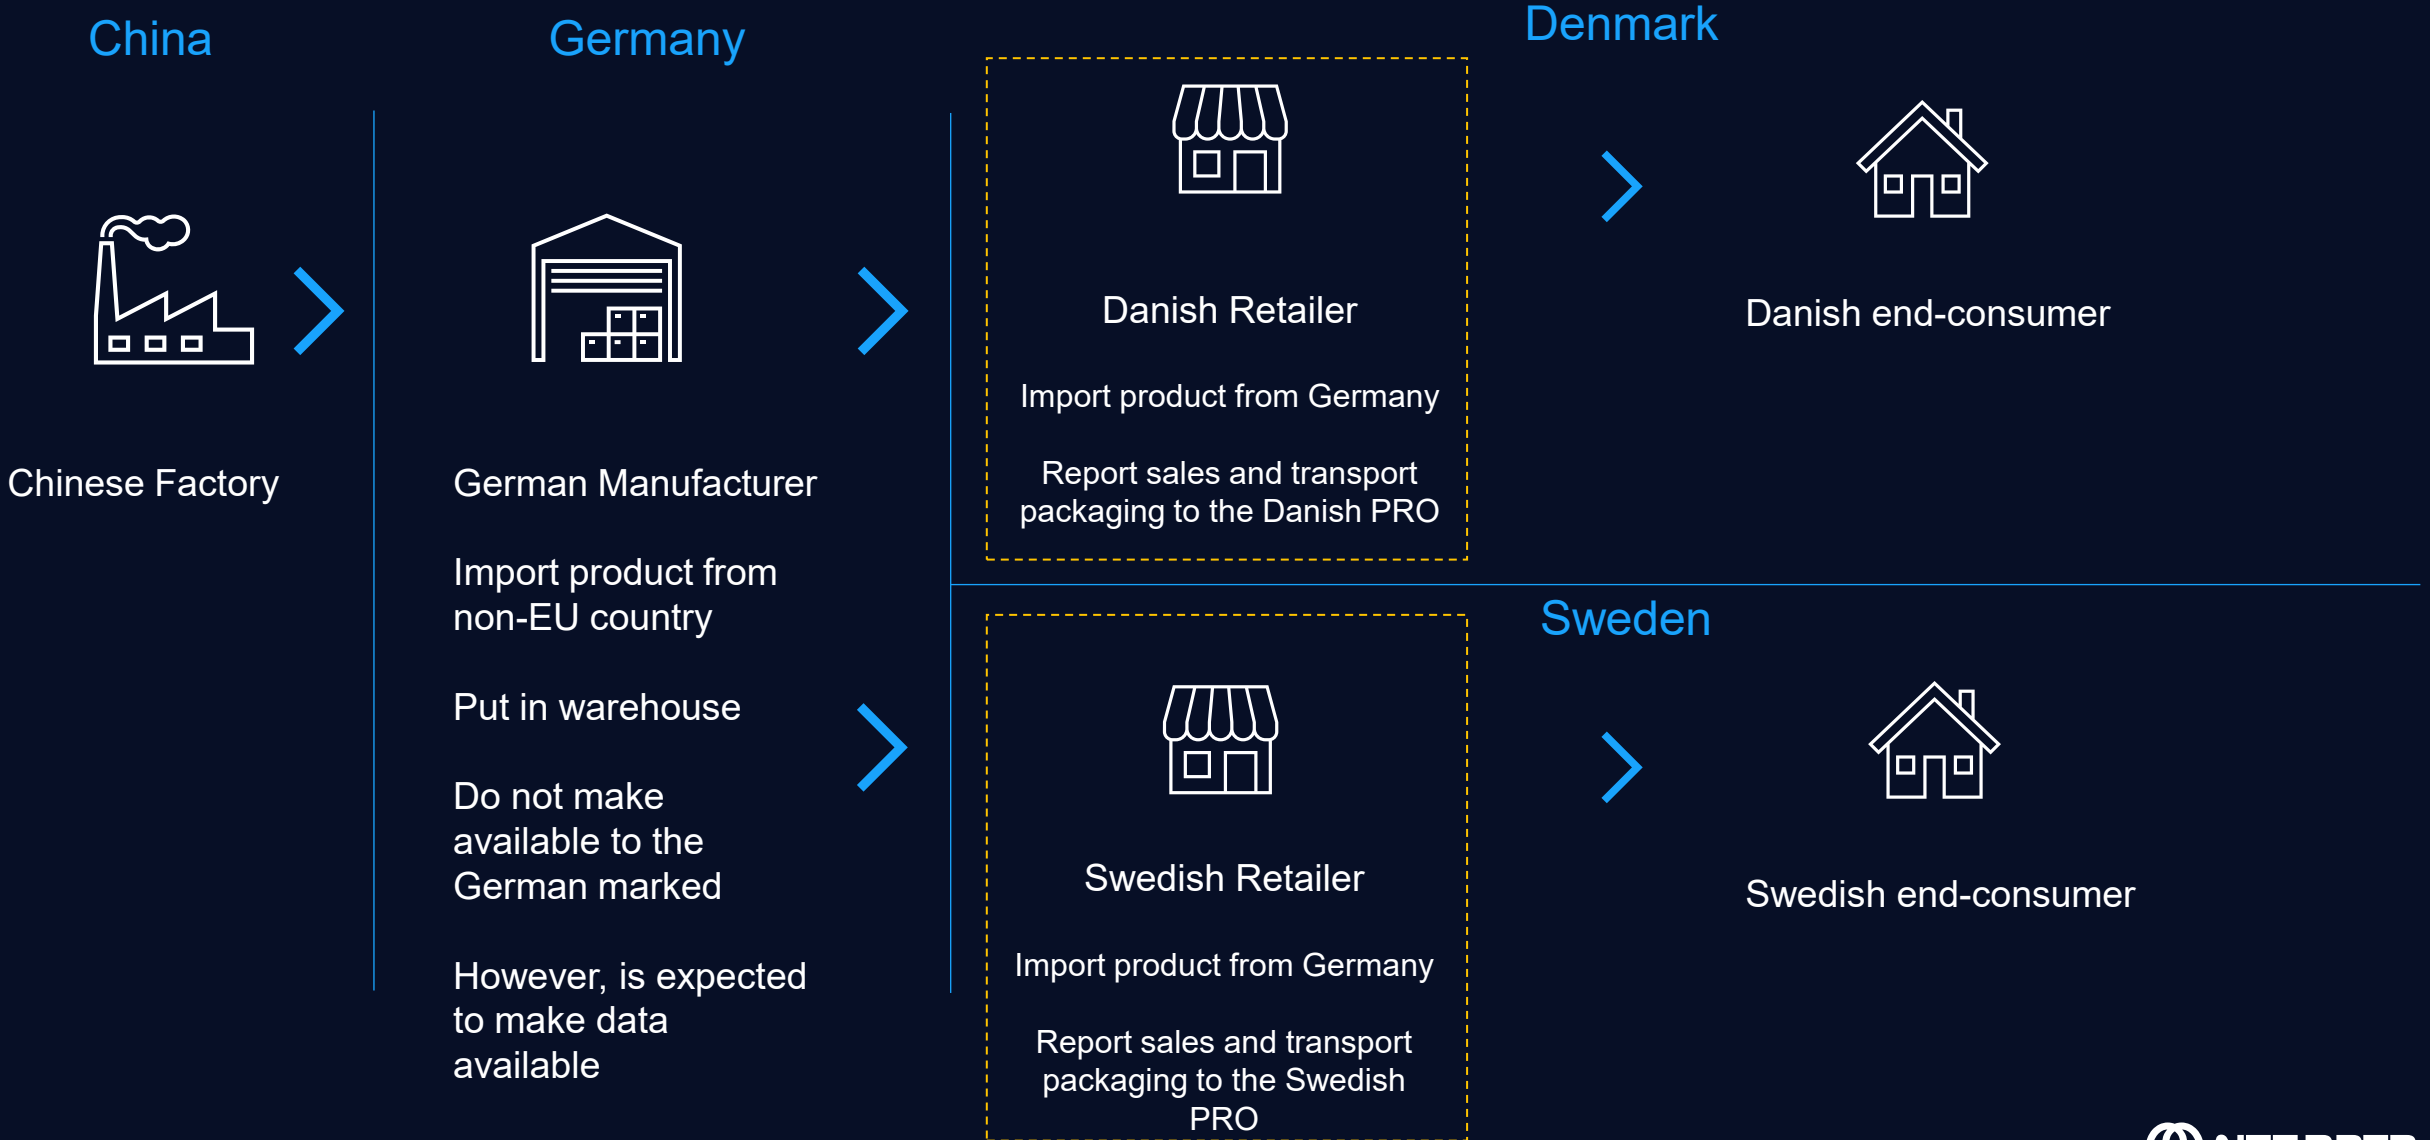 China
Germany
Denmark
Danish Retailer
Import product from Germany
Report sales and transport
packaging to the Danish PRO
Danish end-consumer
Chinese Factory
German Manufacturer
Import product from
non-EU country
Put in warehouse
Do not make
available to the
German marked
However, is expected
to make data
available
Sweden
Swedish Retailer
Import product from Germany
Report sales and transport
packaging to the Swedish
PRO
Swedish end-consumer